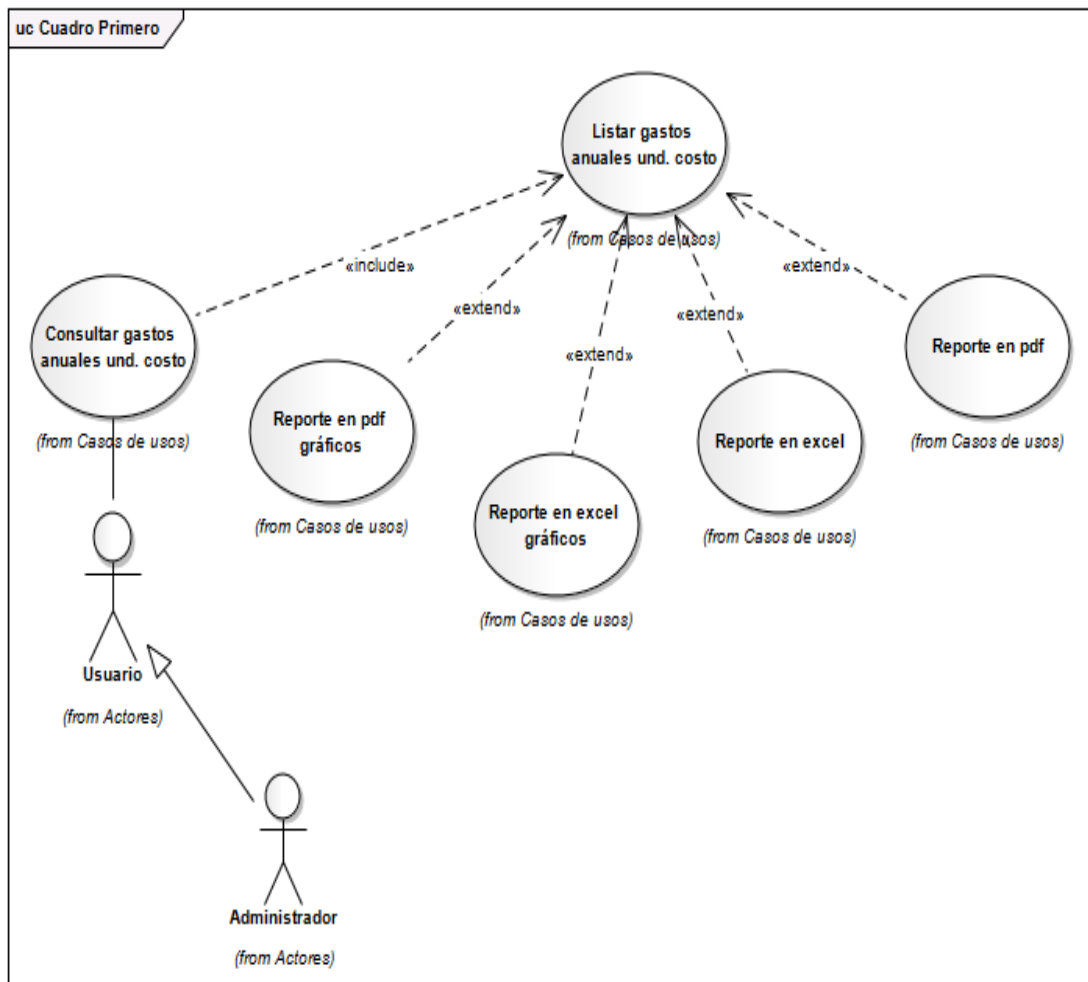 uc Cuadro Primero
Listar gastos
anuales und. costo
(from Casos de usos)
«include»
«extend»
«extend»
«extend»
«extend»
Consultar gastos
anuales und. costo
(from Casos de usos)
Reporte en pdf
gráficos
(from Casos de usos)
Reporte en excel
gráficos
(from Casos de usos)
Reporte en excel
(from Casos de usos)
Reporte en pdf
(from Casos de usos)
Usuario
(from Actores)
Administrador
(from Actores)